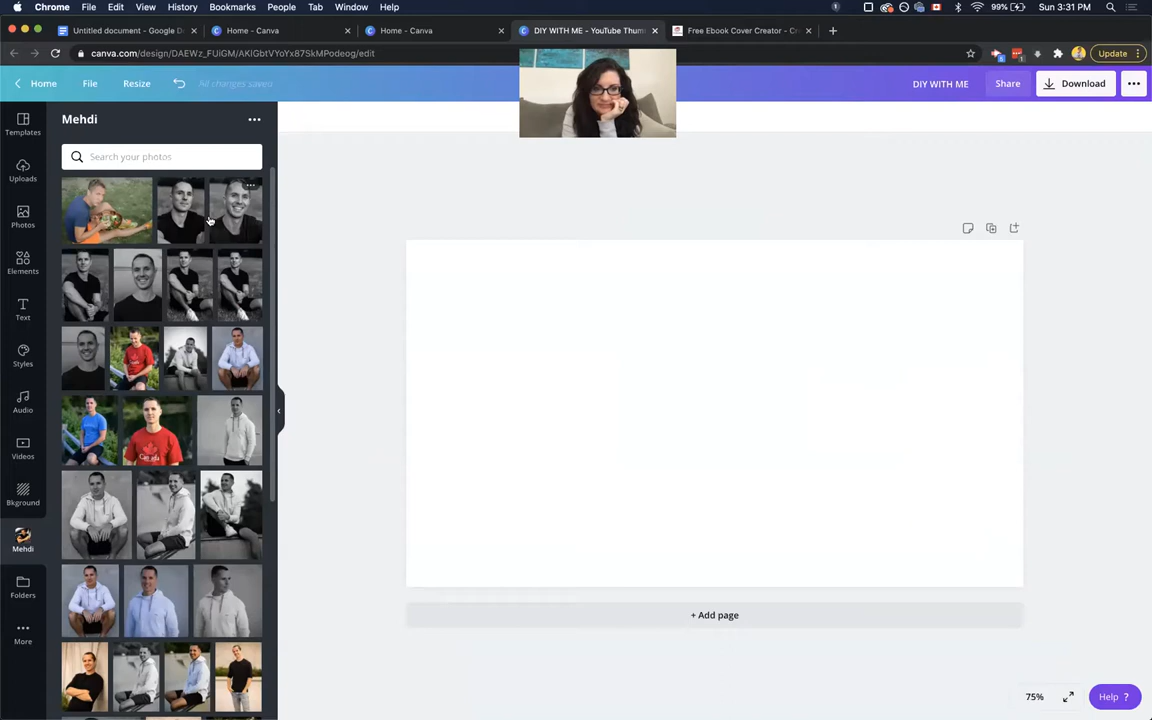 Chrome File Edit View History Bookmarks People Tab Window Help
99% Sun 3:31 PM
Untitled document - Google D
Home - Canva
Home - Canva
DIY WITH ME - YouTube Thum
Free Ebook Cover Creator - Cr
canva.com/design/DAEWz_FUiGM/AKIGbtVYoYx87SkMPodeog/edit
Update
Home File Resize All changes saved DIY WITH ME Share Download
Templates
Uploads
Photos
Elements
Text
Styles
Audio
Videos
Bkground
Mehdi
Folders
More
Mehdi
Search your photos
Canada
+ Add page
75%
Help ?